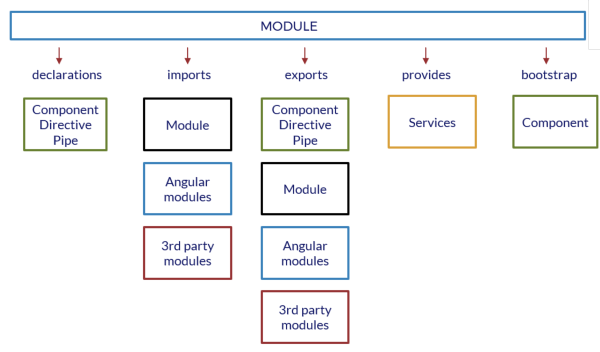 MODULE
declarations
imports
exports
provides
bootstrap
Component
Directive
Pipe
Module
Component
Directive
Pipe
Services
Component
Angular
modules
Module
3rd party
modules
Angular
modules
3rd party
modules